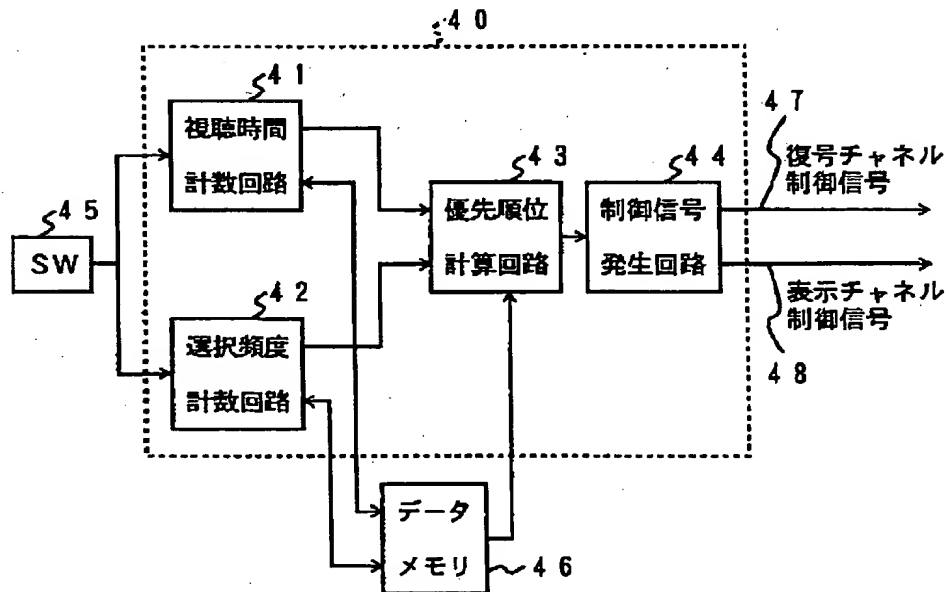 40
41
視聴時間
計数回路
45
SW
42
選択頻度
計数回路
43
優先順位
計算回路
44
制御信号
発生回路
47
復号チャネル
制御信号
表示チャネル
制御信号
48
データ
メモリ
46